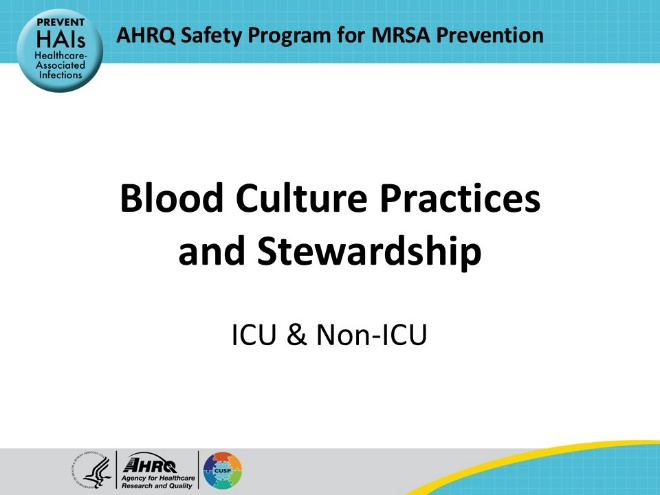 PREVENT
HAIs
Healthcare-
Associated
Infections
AHRQ Safety Program for MRSA Prevention
Blood Culture Practices
and Stewardship
ICU & Non-ICU
AHRQ
Agency for Healthcare
Research and Quality
CUSP